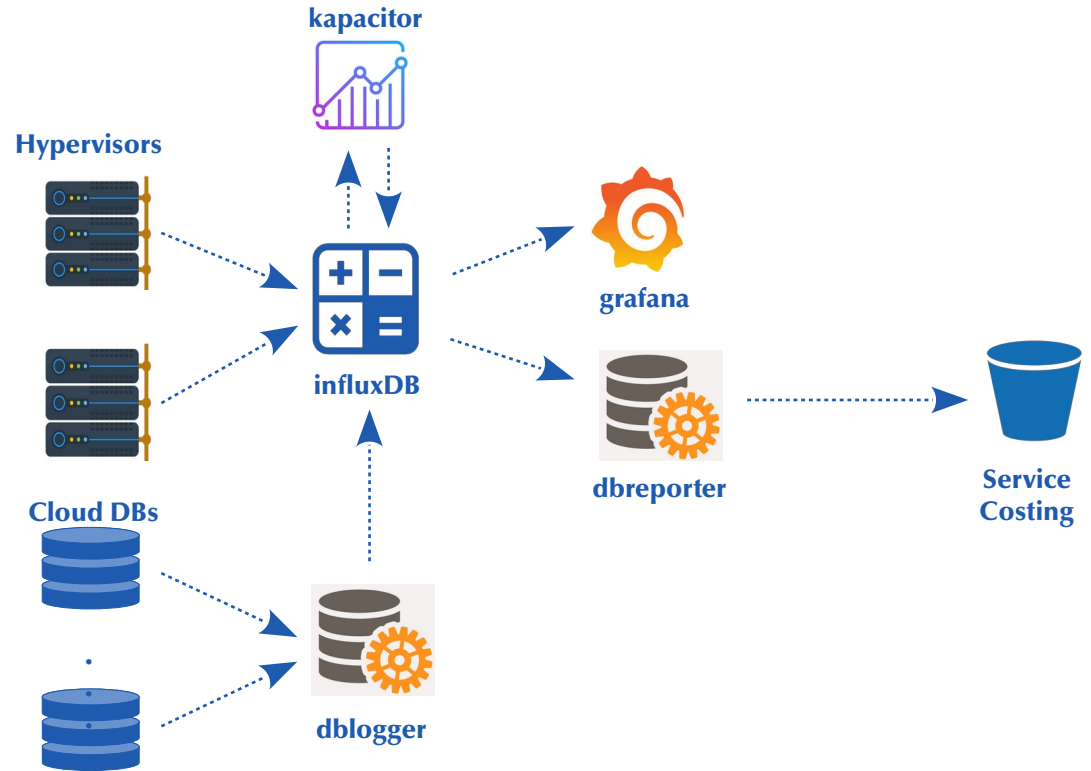 kapacitor
Hypervisors
grafana
influxDB
dbreporter
Service
Costing
Cloud DBs
dblogger